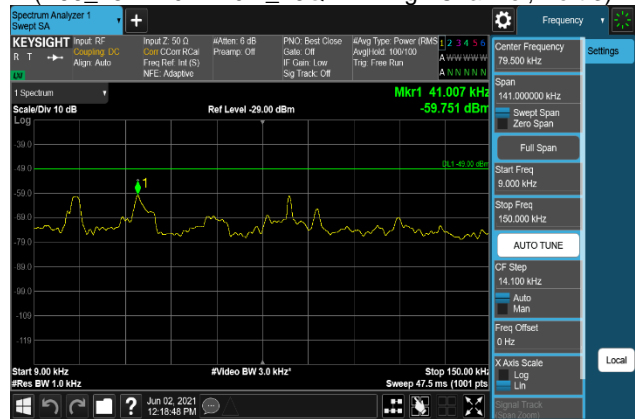 Spectrum Analyzer 1
Swept SA
Frequency
KEYSIGHT
R T
LW
Input: RF
Coupling: DC
Align: Auto
Input Z: 50 Ω
Corr CCorr RCal
Freq Ref: Int (S)
NFE: Adaptive
#Atten: 6 dB
Preamp: Off
PNO: Best Close
Gate: Off
IF Gain: Low
Sig Track: Off
#Avg Type: Power (RMS
Avg|Hold: 100/100
Trig: Free Run
1 2 3 4 5 6
A W W W W W
A N N N N N
1 Spectrum
Scale/Div 10 dB
Ref Level -29.00 dBm
Mkr1 41.007 kHz
-59.751 dBm
Log
DL1 -49.00 dBm
1
-39.0
-49.0
-59.0
-69.0
-79.0
-89.0
-99.0
-109
-119
Start 9.00 kHz
#Res BW 1.0 kHz
#Video BW 3.0 kHz*
Stop 150.00 kHz
Sweep 47.5 ms (1001 pts
Jun 02, 2021
12:18:48 PM
Center Frequency
79.500 kHz
Span
141.000000 kHz
Swept Span
Zero Span
Full Span
Start Freq
9.000 kHz
Stop Freq
150.000 kHz
AUTO TUNE
CF Step
14.100 kHz
Auto
Man
Freq Offset
0 Hz
X Axis Scale
Log
Lin
Signal Track
(Span Zoom)
Settings
Local